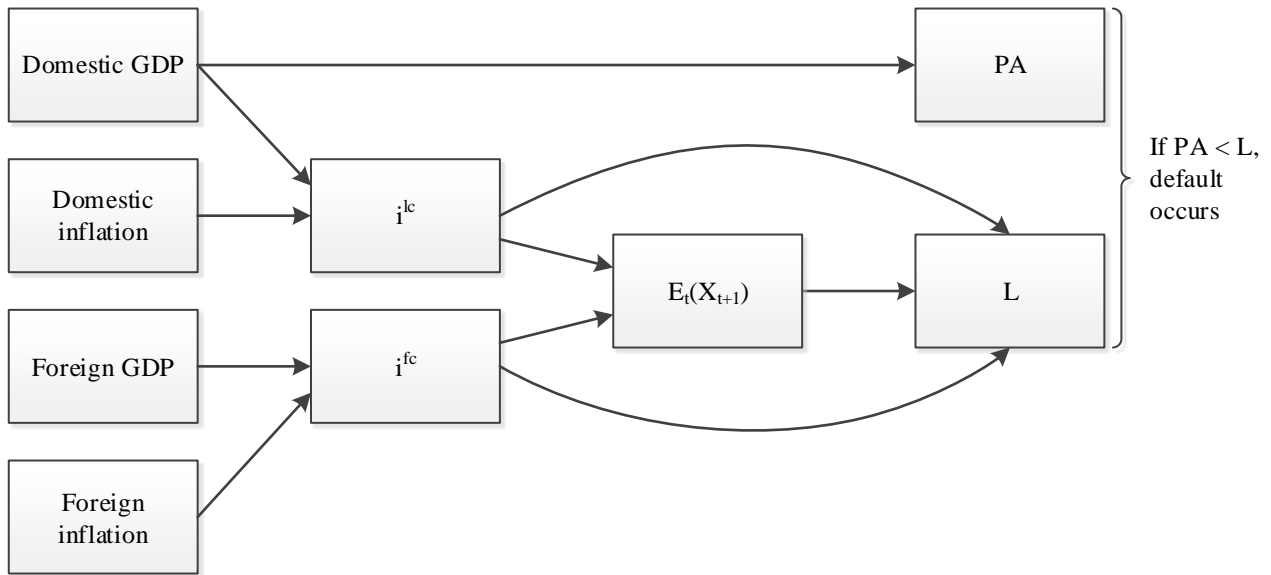 Domestic GDP
PA
If PA < L,
default
occurs
Domestic
inflation
i^lc
E_t(X_t+1)
L
Foreign GDP
i^fc
Foreign
inflation